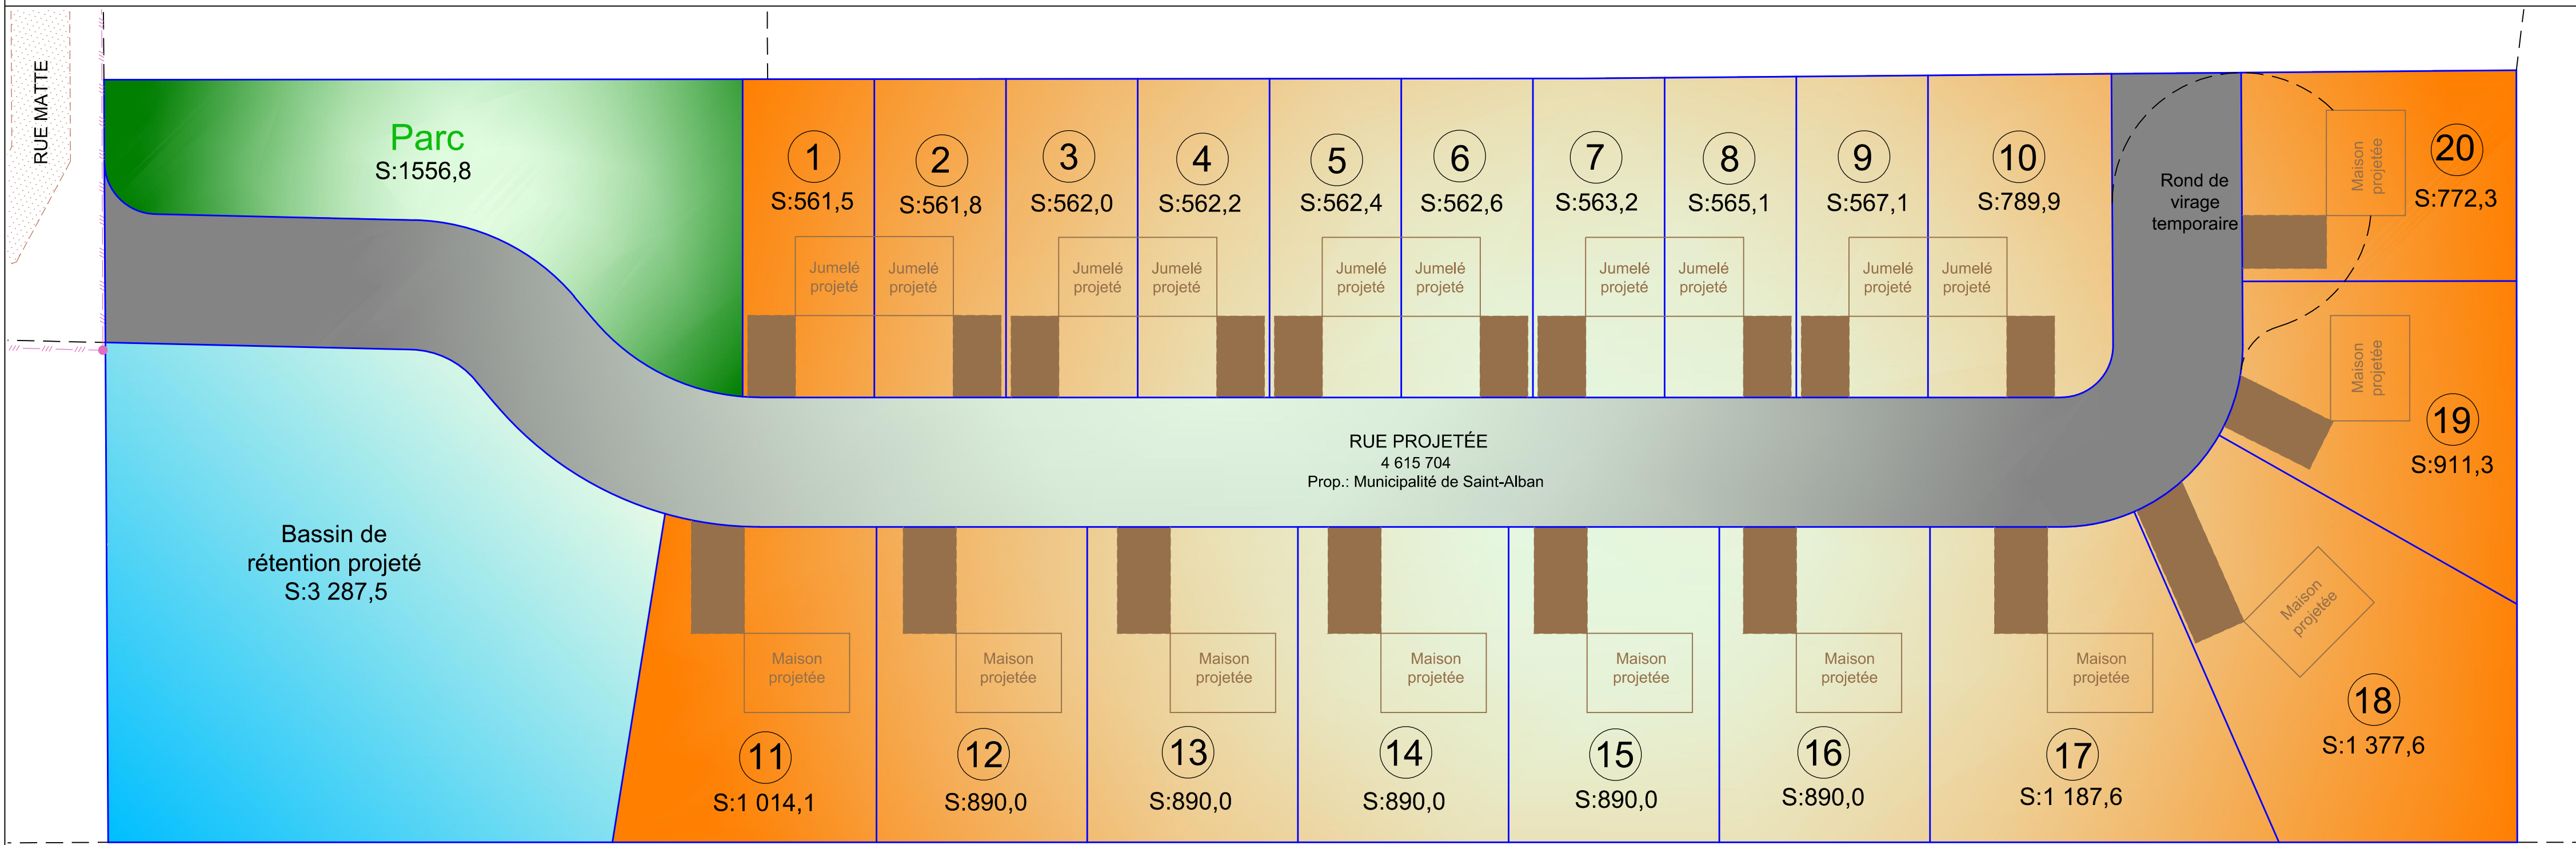 RUE MATTE
Parc
S:1556,8
1
S:561,5
2
S:561,8
3
S:562,0
4
S:562,2
5
S:562,4
6
S:562,6
7
S:563,2
8
S:565,1
9
S:567,1
10
S:789,9
Jumelé
projeté
Jumelé
projeté
Jumelé
projeté
Jumelé
projeté
Jumelé
projeté
Jumelé
projeté
Jumelé
projeté
Jumelé
projeté
Jumelé
projeté
Jumelé
projeté
Rond de
virage
temporaire
Maison
projetée
20
S:772,3
Maison
projetée
19
S:911,3
RUE PROJETÉE
4 615 704
Prop.: Municipalité de Saint-Alban
Bassin de
rétention projeté
S:3 287,5
Maison
projetée
11
S:1 014,1
Maison
projetée
12
S:890,0
Maison
projetée
13
S:890,0
Maison
projetée
14
S:890,0
Maison
projetée
15
S:890,0
Maison
projetée
16
S:890,0
Maison
projetée
17
S:1 187,6
Maison
projetée
18
S:1 377,6